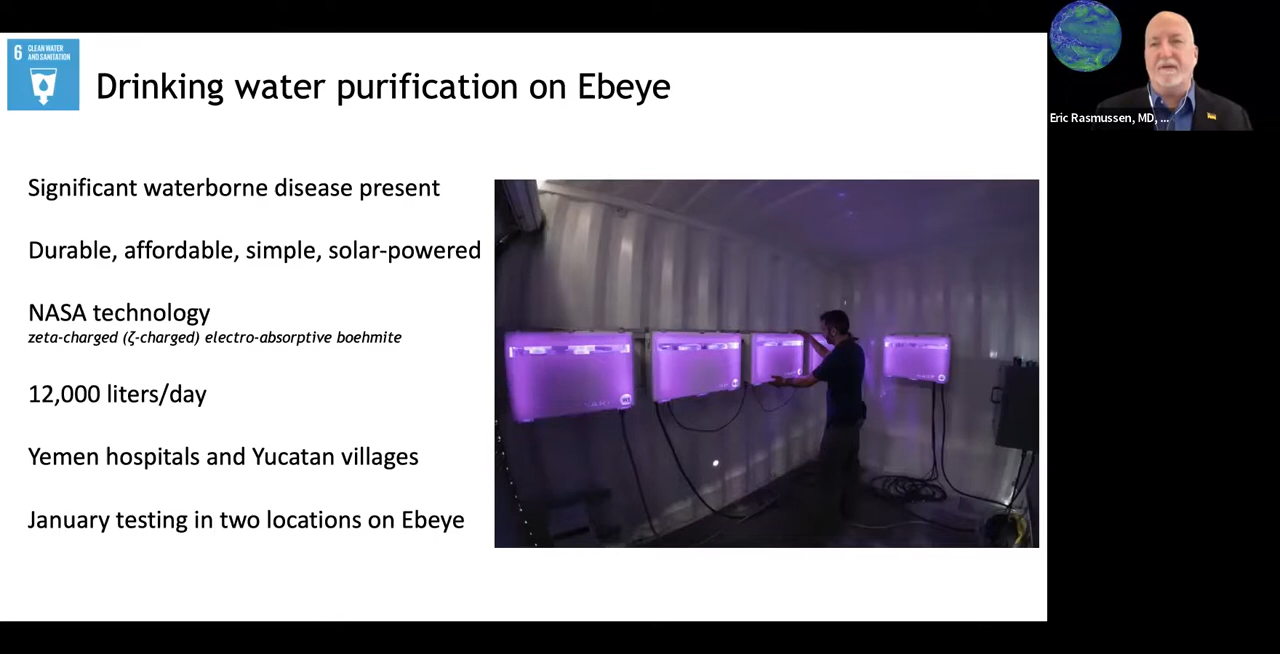 6 CLEAN WATER
AND SANITATION
Drinking water purification on Ebeye
Eric Rasmussen, MD, ...
Significant waterborne disease present
Durable, affordable, simple, solar-powered
NASA technology
zeta-charged (ζ-charged) electro-absorptive boehmite
12,000 liters/day
Yemen hospitals and Yucatan villages
January testing in two locations on Ebeye